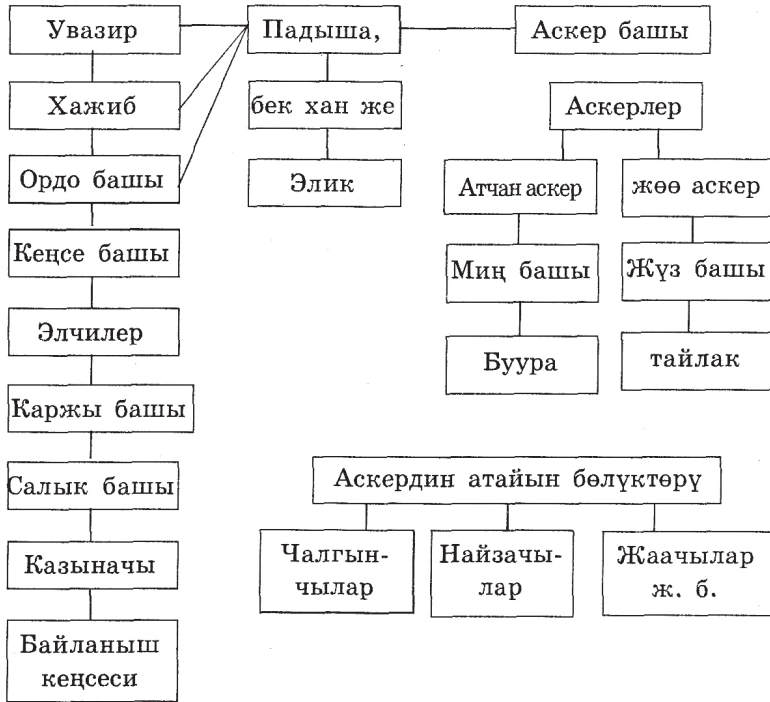 Увазир
Падыша,
Аскер башы
Хажиб
бек хан же
Аскерлер
Ордо башы
Элик
Атчан аскер
жөө аскер
Кеңсе башы
Миң башы
Жүз башы
Элчилер
Буура
тайлак
Каржы башы
Салык башы
Аскердин атайын бөлүктөрү
Казыначы
Чалгын-
чылар
Найзачы-
лар
Жаачылар
ж. б.
Байланыш
кеңсеси